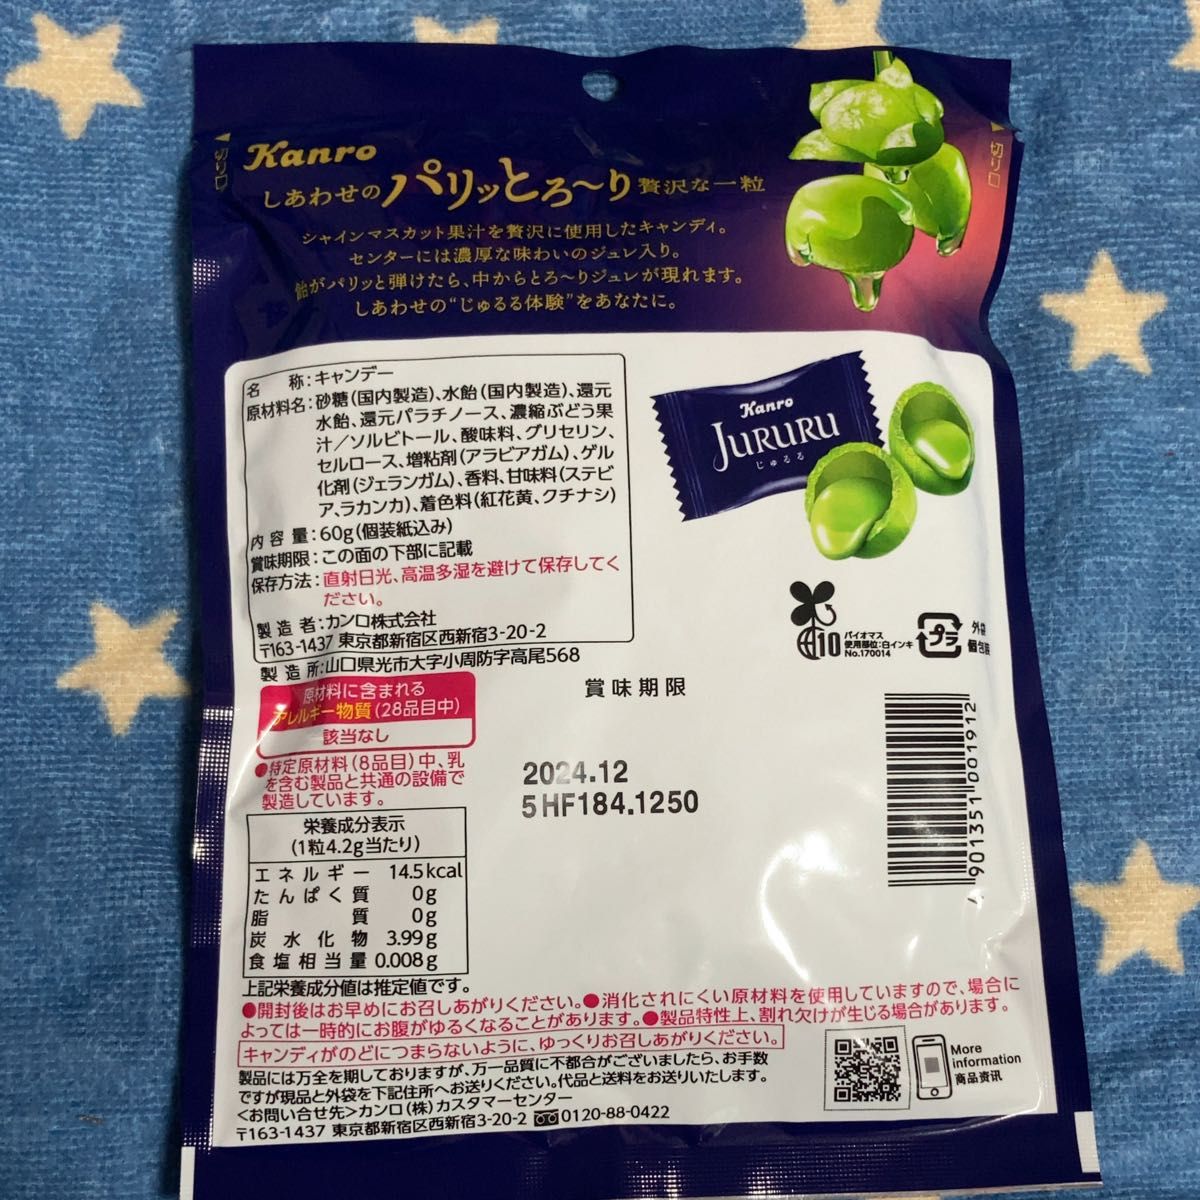 切り口
切り口
Kanro
しあわせの パリッとろ〜り 贅沢な一粒
シャインマスカット果汁を贅沢に使用したキャンディ。
センターには濃厚な味わいのジュレ入り。
飴がパリッと弾けたら、中からとろ〜りジュレが現れます。
しあわせの“じゅるる体験”をあなたに。
名 称:キャンデー
原材料名:砂糖(国内製造)、水飴(国内製造)、還元
水飴、還元パラチノース、濃縮ぶどう果
汁／ソルビトール、酸味料、グリセリン、
セルロース、増粘剤(アラビアガム)、ゲル
化剤(ジェランガム)、香料、甘味料(ステビ
ア、ラカンカ)、着色料(紅花黄、クチナシ)
内容量:60g(個装紙込み)
賞味期限:この面の下部に記載
保存方法:直射日光、高温多湿を避けて保存してく
ださい。
製造者:カンロ株式会社
〒163-1437 東京都新宿区西新宿3-20-2
製造所:山口県光市大字小周防字高尾568
Kanro
JURURU
じゅるる
10
バイオマス
使用部位:白インキ
No.170014
プラ
外袋
個包装
原材料に含まれる
アレルギー物質(28品目中)
該当なし
●特定原材料(8品目)中、乳
を含む製品と共通の設備で
製造しています。
賞味期限
2024.12
5HF184.1250
4901351001912
栄養成分表示
(1粒4.2g当たり)
エネルギー 14.5kcal
たんぱく質 0g
脂質 0g
炭水化物 3.99g
食塩相当量 0.008g
上記栄養成分値は推定値です。
●開封後はお早めにお召しあがりください。●消化されにくい原材料を使用していますので、場合に
よっては一時的にお腹がゆるくなることがあります。●製品特性上、割れ欠けが生じる場合があります。
キャンディがのどにつまらないように、ゆっくりお召しあがりください。
製品には万全を期しておりますが、万一品質に不都合がございましたら、お手数
ですが現品と外袋を下記住所へお送りください。代品と送料をお送りいたします。
<お問い合せ先>カンロ(株)カスタマーセンター
〒163-1437 東京都新宿区西新宿3-20-2 0120-88-0422
More
information
商品资讯